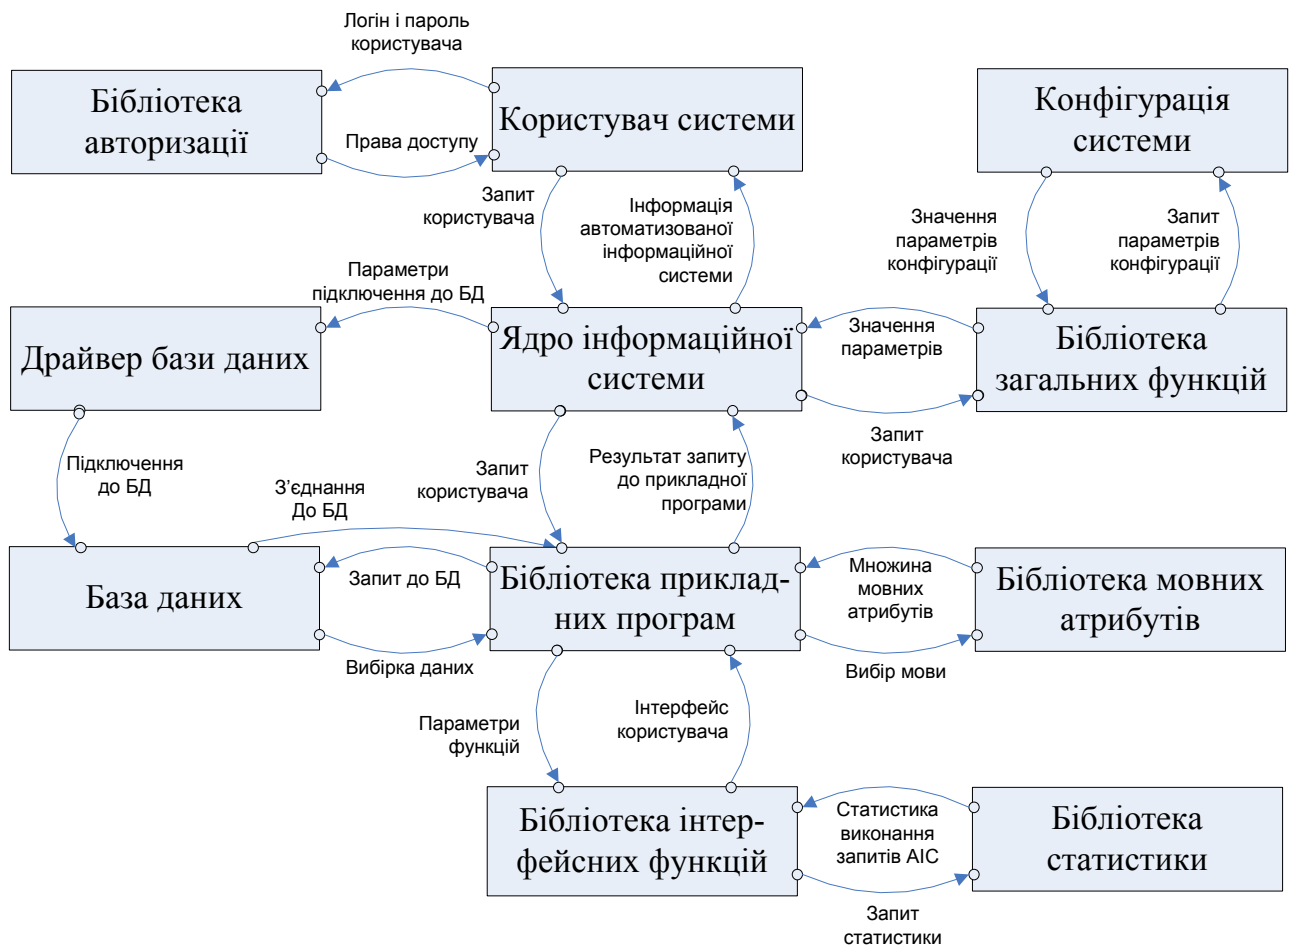 Логін і пароль
користувача
Бібліотека
авторизації
Права доступу
Користувач системи
Конфігурація
системи
Запит
користувача
Інформація
автоматизованої
інформаційної
системи
Значення
параметрів
конфігурації
Запит
параметрів
конфігурації
Параметри
підключення до БД
Драйвер бази даних
Ядро інформаційної
системи
Значення
параметрів
Бібліотека
загальних функцій
Запит
користувача
Підключення
до БД
З’єднання
До БД
Запит
користувача
Результат запиту
до прикладної
програми
База даних
Запит до БД
Вибірка даних
Бібліотека приклад-
них програм
Множина
мовних
атрибутів
Вибір мови
Бібліотека мовних
атрибутів
Параметри
функцій
Інтерфейс
користувача
Бібліотека інтер-
фейсних функцій
Статистика
виконання
запитів АІС
Бібліотека
статистики
Запит
статистики